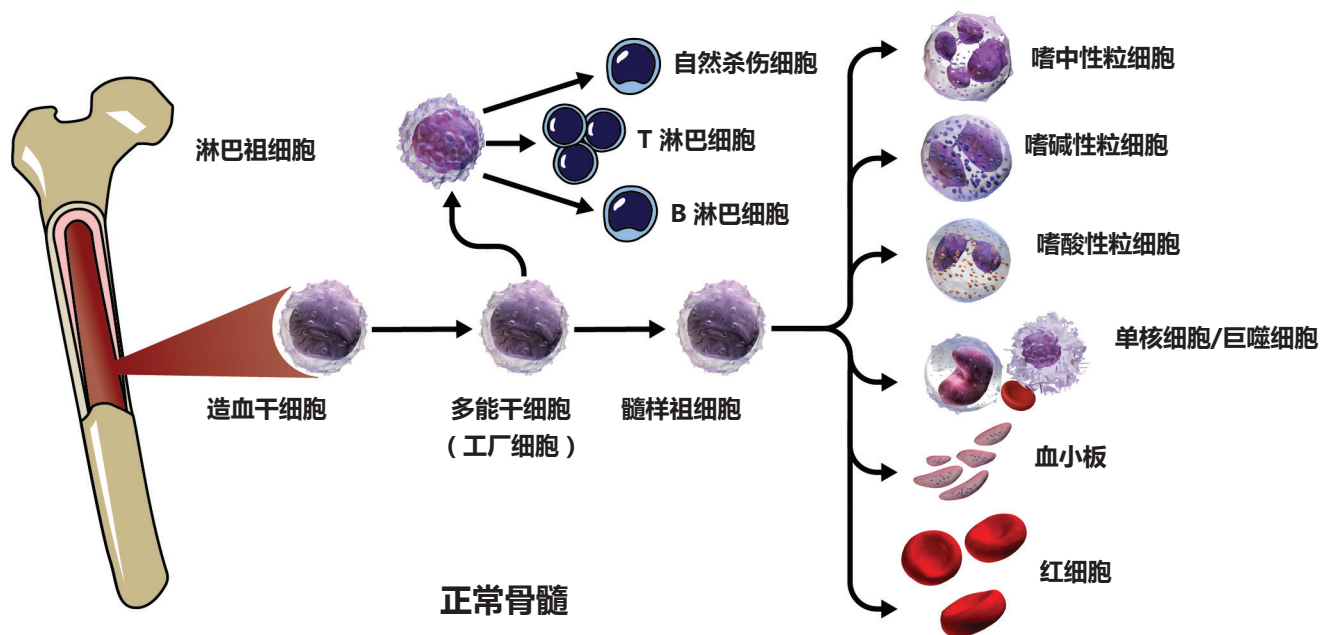 自然杀伤细胞
淋巴祖细胞
T 淋巴细胞
B 淋巴细胞
造血干细胞
多能干细胞
（工厂细胞）
髓样祖细胞
嗜中性粒细胞
嗜碱性粒细胞
嗜酸性粒细胞
单核细胞/巨噬细胞
血小板
红细胞
正常骨髓